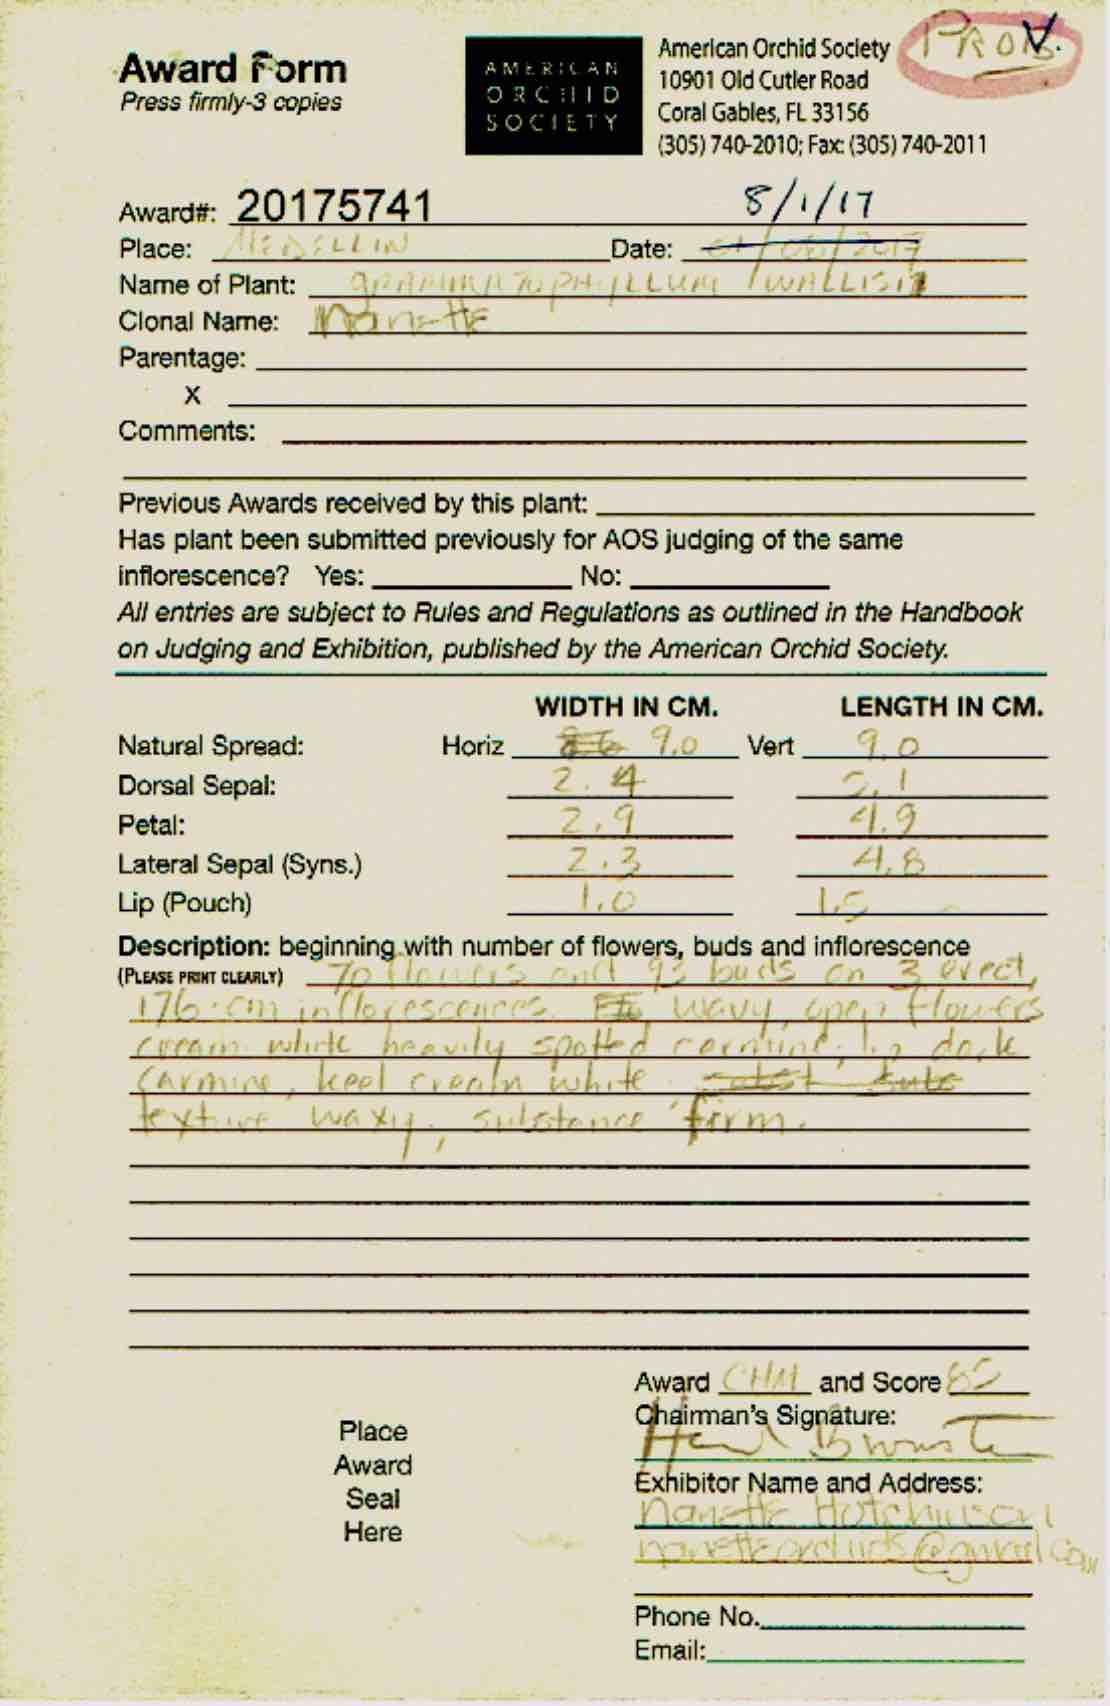 PROV.
Award Form
Press firmly-3 copies
AMERICAN
ORCHID
SOCIETY
American Orchid Society
10901 Old Cutler Road
Coral Gables, FL 33156
(305) 740-2010; Fax: (305) 740-2011
Award#: 20175741 8/1/17
Place: MEDELLIN Date: 01/08/2017
Name of Plant: GRAMMATOPHYLLUM WALLISII
Clonal Name: Nanette
Parentage:
X
Comments:
Previous Awards received by this plant:
Has plant been submitted previously for AOS judging of the same
inflorescence? Yes: No:
All entries are subject to Rules and Regulations as outlined in the Handbook
on Judging and Exhibition, published by the American Orchid Society.
WIDTH IN CM. LENGTH IN CM.
Natural Spread: Horiz 9.0 Vert 9.0
Dorsal Sepal: 2.4 5.1
Petal: 2.9 4.9
Lateral Sepal (Syns.) 2.3 4.8
Lip (Pouch) 1.0 1.5
Description: beginning with number of flowers, buds and inflorescence
(PLEASE PRINT CLEARLY) 70 flowers and 93 buds on 3 erect,
176-cm inflorescences. wavy, open flowers
cream white heavily spotted carmine; lip dark
carmine, keel cream white
texture waxy; substance firm.
Award CHM and Score
Chairman's Signature:
Place
Award
Seal
Here
Exhibitor Name and Address:
Nanette Hutchinson
nanetteorchids@gmail.com
Phone No.
Email: